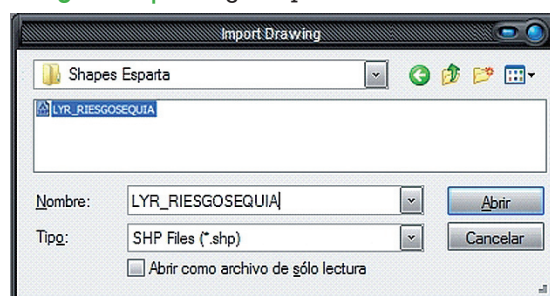 Import Drawing
Shapes Esparta
LYR_RIESGOSEQUIA
Nombre: LYR_RIESGOSEQUIA Abrir
Tipo: SHP Files (*.shp) Cancelar
Abrir como archivo de sólo lectura